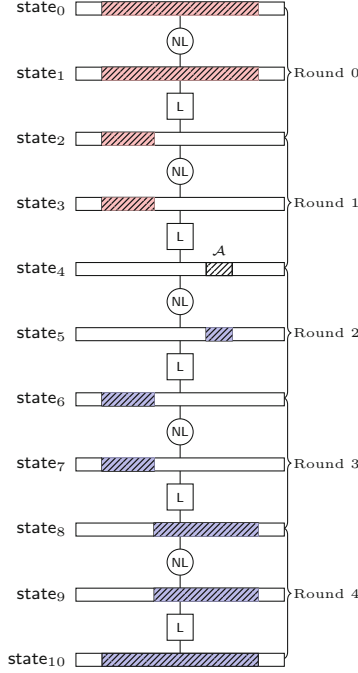 state₀
NL
state₁ Round 0
L
state₂
NL
state₃ Round 1
L
𝒜
state₄
NL
state₅ Round 2
L
state₆
NL
state₇ Round 3
L
state₈
NL
state₉ Round 4
L
state₁₀